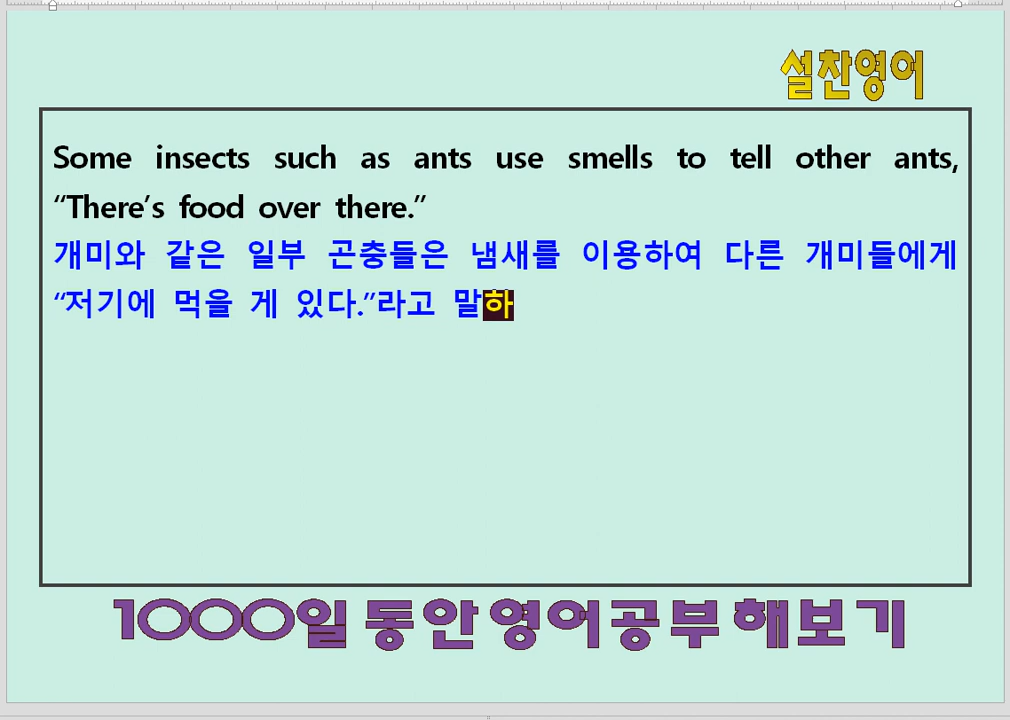 설찬영어
Some insects such as ants use smells to tell other ants,
“There’s food over there.”
개미와 같은 일부 곤충들은 냄새를 이용하여 다른 개미들에게
“저기에 먹을 게 있다.”라고 말하
1000일 동안 영어공부 해보기